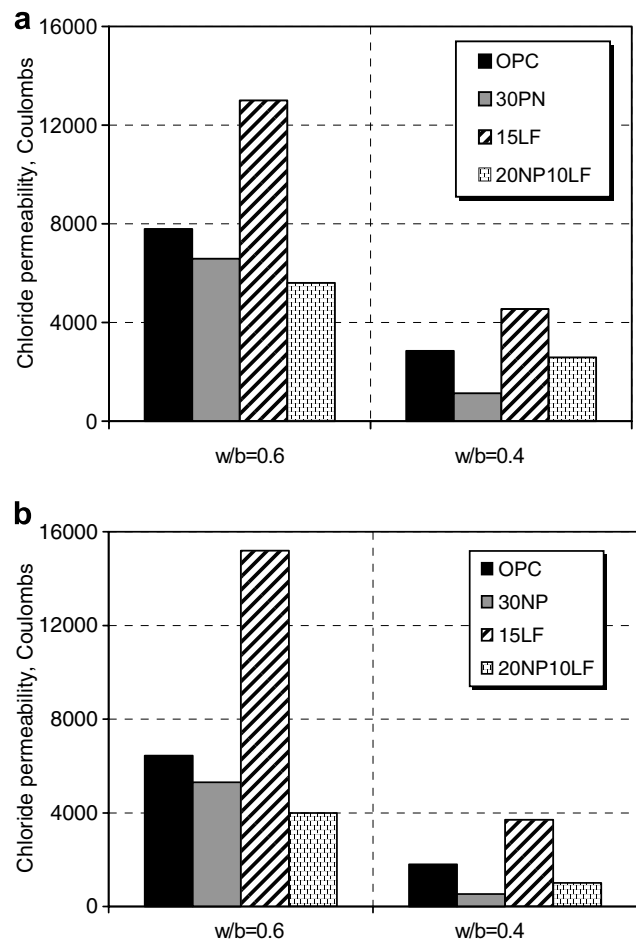 a
16000
12000
8000
4000
0
Chloride permeability, Coulombs
OPC
30PN
15LF
20NP10LF
w/b=0.6
w/b=0.4
b
16000
12000
8000
4000
0
Chloride permeability, Coulombs
OPC
30NP
15LF
20NP10LF
w/b=0.6
w/b=0.4